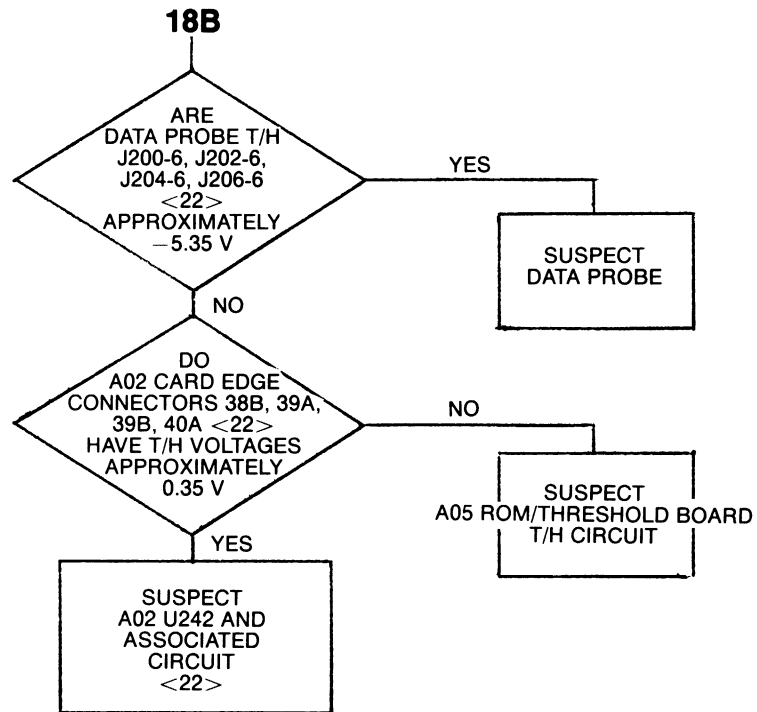 18B
ARE
DATA PROBE T/H
J200-6, J202-6,
J204-6, J206-6
<22>
APPROXIMATELY
−5.35 V
YES
SUSPECT
DATA PROBE
NO
DO
A02 CARD EDGE
CONNECTORS 38B, 39A,
39B, 40A <22>
HAVE T/H VOLTAGES
APPROXIMATELY
0.35 V
NO
SUSPECT
A05 ROM/THRESHOLD BOARD
T/H CIRCUIT
YES
SUSPECT
A02 U242 AND
ASSOCIATED
CIRCUIT
<22>